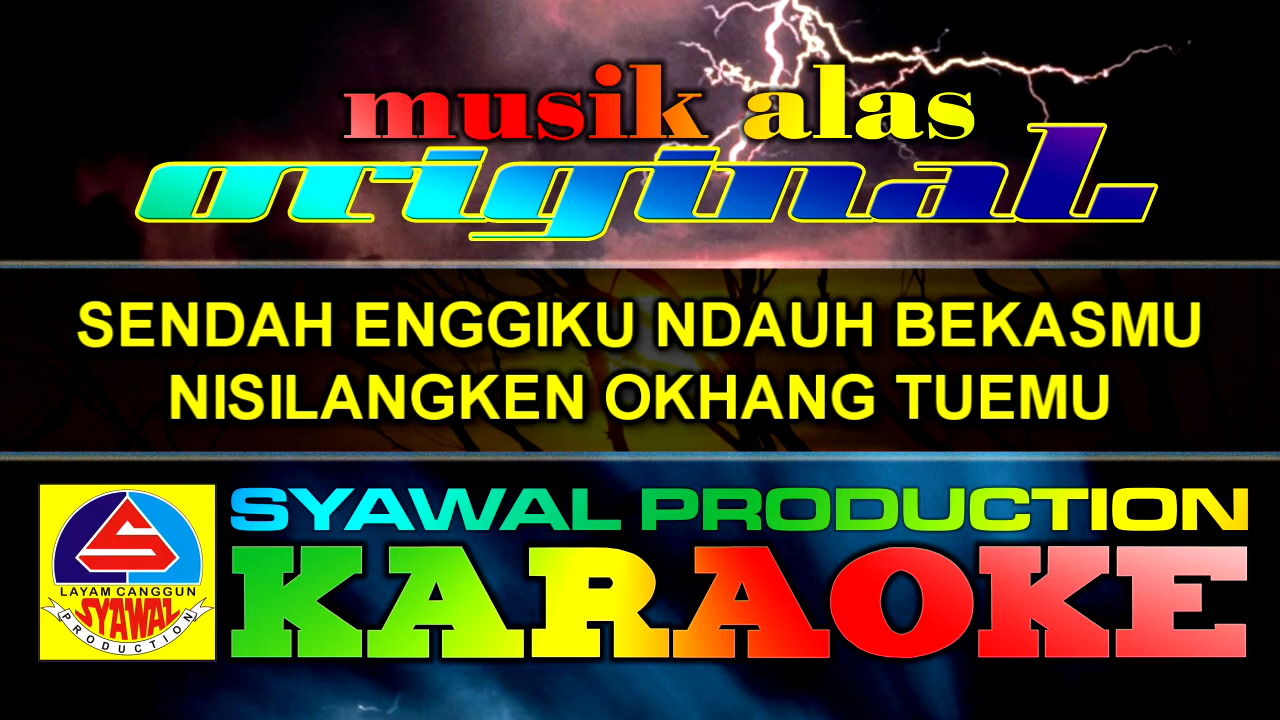 musik alas
original
SENDAH ENGGIKU NDAUH BEKASMU
NISILANGKEN OKHANG TUEMU
SYAWAL PRODUCTION
KARAOKE
S
LAYAM CANGGUN
SYAWAL
PRODUCTION